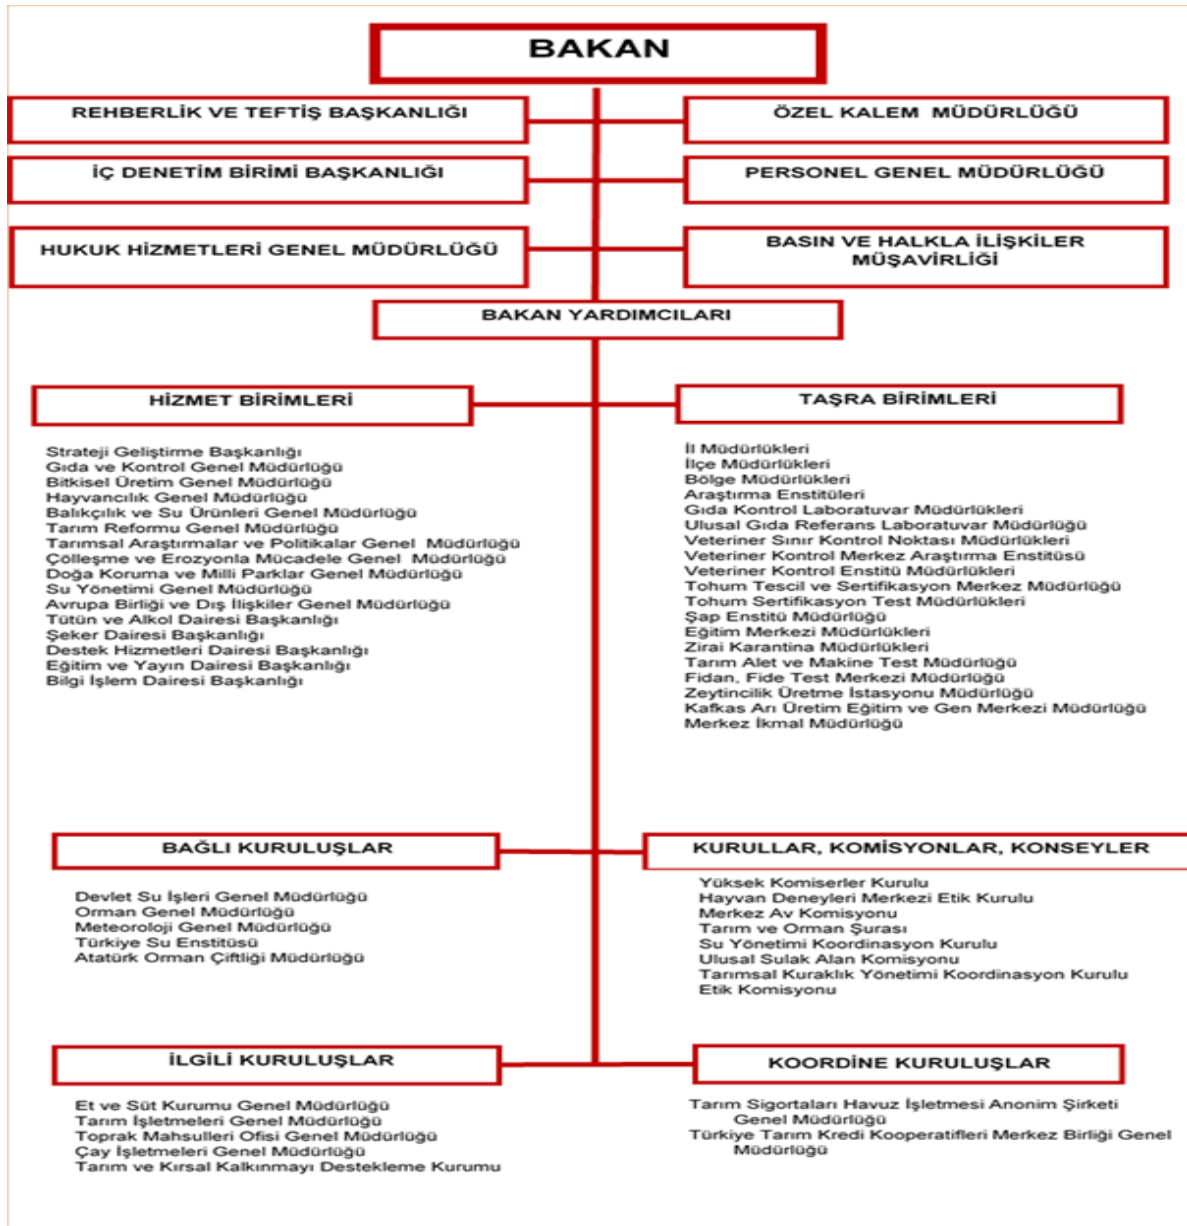 BAKAN
REHBERLİK VE TEFTİŞ BAŞKANLIĞI
ÖZEL KALEM MÜDÜRLÜĞÜ
İÇ DENETİM BİRİMİ BAŞKANLIĞI
PERSONEL GENEL MÜDÜRLÜĞÜ
HUKUK HİZMETLERİ GENEL MÜDÜRLÜĞÜ
BASIN VE HALKLA İLİŞKİLER
MÜŞAVİRLİĞİ
BAKAN YARDIMCILARI
HİZMET BİRİMLERİ
Strateji Geliştirme Başkanlığı
Gıda ve Kontrol Genel Müdürlüğü
Bitkisel Üretim Genel Müdürlüğü
Hayvancılık Genel Müdürlüğü
Balıkçılık ve Su Ürünleri Genel Müdürlüğü
Tarım Reformu Genel Müdürlüğü
Tarımsal Araştırmalar ve Politikalar Genel Müdürlüğü
Çölleşme ve Erozyonla Mücadele Genel Müdürlüğü
Doğa Koruma ve Milli Parklar Genel Müdürlüğü
Su Yönetimi Genel Müdürlüğü
Avrupa Birliği ve Dış İlişkiler Genel Müdürlüğü
Tütün ve Alkol Dairesi Başkanlığı
Şeker Dairesi Başkanlığı
Destek Hizmetleri Dairesi Başkanlığı
Eğitim ve Yayın Dairesi Başkanlığı
Bilgi İşlem Dairesi Başkanlığı
TAŞRA BİRİMLERİ
İl Müdürlükleri
İlçe Müdürlükleri
Bölge Müdürlükleri
Araştırma Enstitüleri
Gıda Kontrol Laboratuvar Müdürlükleri
Ulusal Gıda Referans Laboratuvar Müdürlüğü
Veteriner Sınır Kontrol Noktası Müdürlükleri
Veteriner Kontrol Merkez Araştırma Enstitüsü
Veteriner Kontrol Enstitü Müdürlükleri
Tohum Tescil ve Sertifikasyon Merkez Müdürlüğü
Tohum Sertifikasyon Test Müdürlükleri
Şap Enstitü Müdürlüğü
Eğitim Merkezi Müdürlükleri
Zirai Karantina Müdürlükleri
Tarım Alet ve Makine Test Müdürlüğü
Fidan, Fide Test Merkezi Müdürlüğü
Zeytincilik Üretme İstasyonu Müdürlüğü
Kafkas Arı Üretim Eğitim ve Gen Merkezi Müdürlüğü
Merkez İkmal Müdürlüğü
BAĞLI KURULUŞLAR
Devlet Su İşleri Genel Müdürlüğü
Orman Genel Müdürlüğü
Meteoroloji Genel Müdürlüğü
Türkiye Su Enstitüsü
Atatürk Orman Çiftliği Müdürlüğü
KURULLAR, KOMİSYONLAR, KONSEYLER
Yüksek Komiserler Kurulu
Hayvan Deneyleri Merkezi Etik Kurulu
Merkez Av Komisyonu
Tarım ve Orman Şurası
Su Yönetimi Koordinasyon Kurulu
Ulusal Sulak Alan Komisyonu
Tarımsal Kuraklık Yönetimi Koordinasyon Kurulu
Etik Komisyonu
İLGİLİ KURULUŞLAR
Et ve Süt Kurumu Genel Müdürlüğü
Tarım İşletmeleri Genel Müdürlüğü
Toprak Mahsulleri Ofisi Genel Müdürlüğü
Çay İşletmeleri Genel Müdürlüğü
Tarım ve Kırsal Kalkınmayı Destekleme Kurumu
KOORDİNE KURULUŞLAR
Tarım Sigortaları Havuz İşletmesi Anonim Şirketi
Genel Müdürlüğü
Türkiye Tarım Kredi Kooperatifleri Merkez Birliği Genel
Müdürlüğü